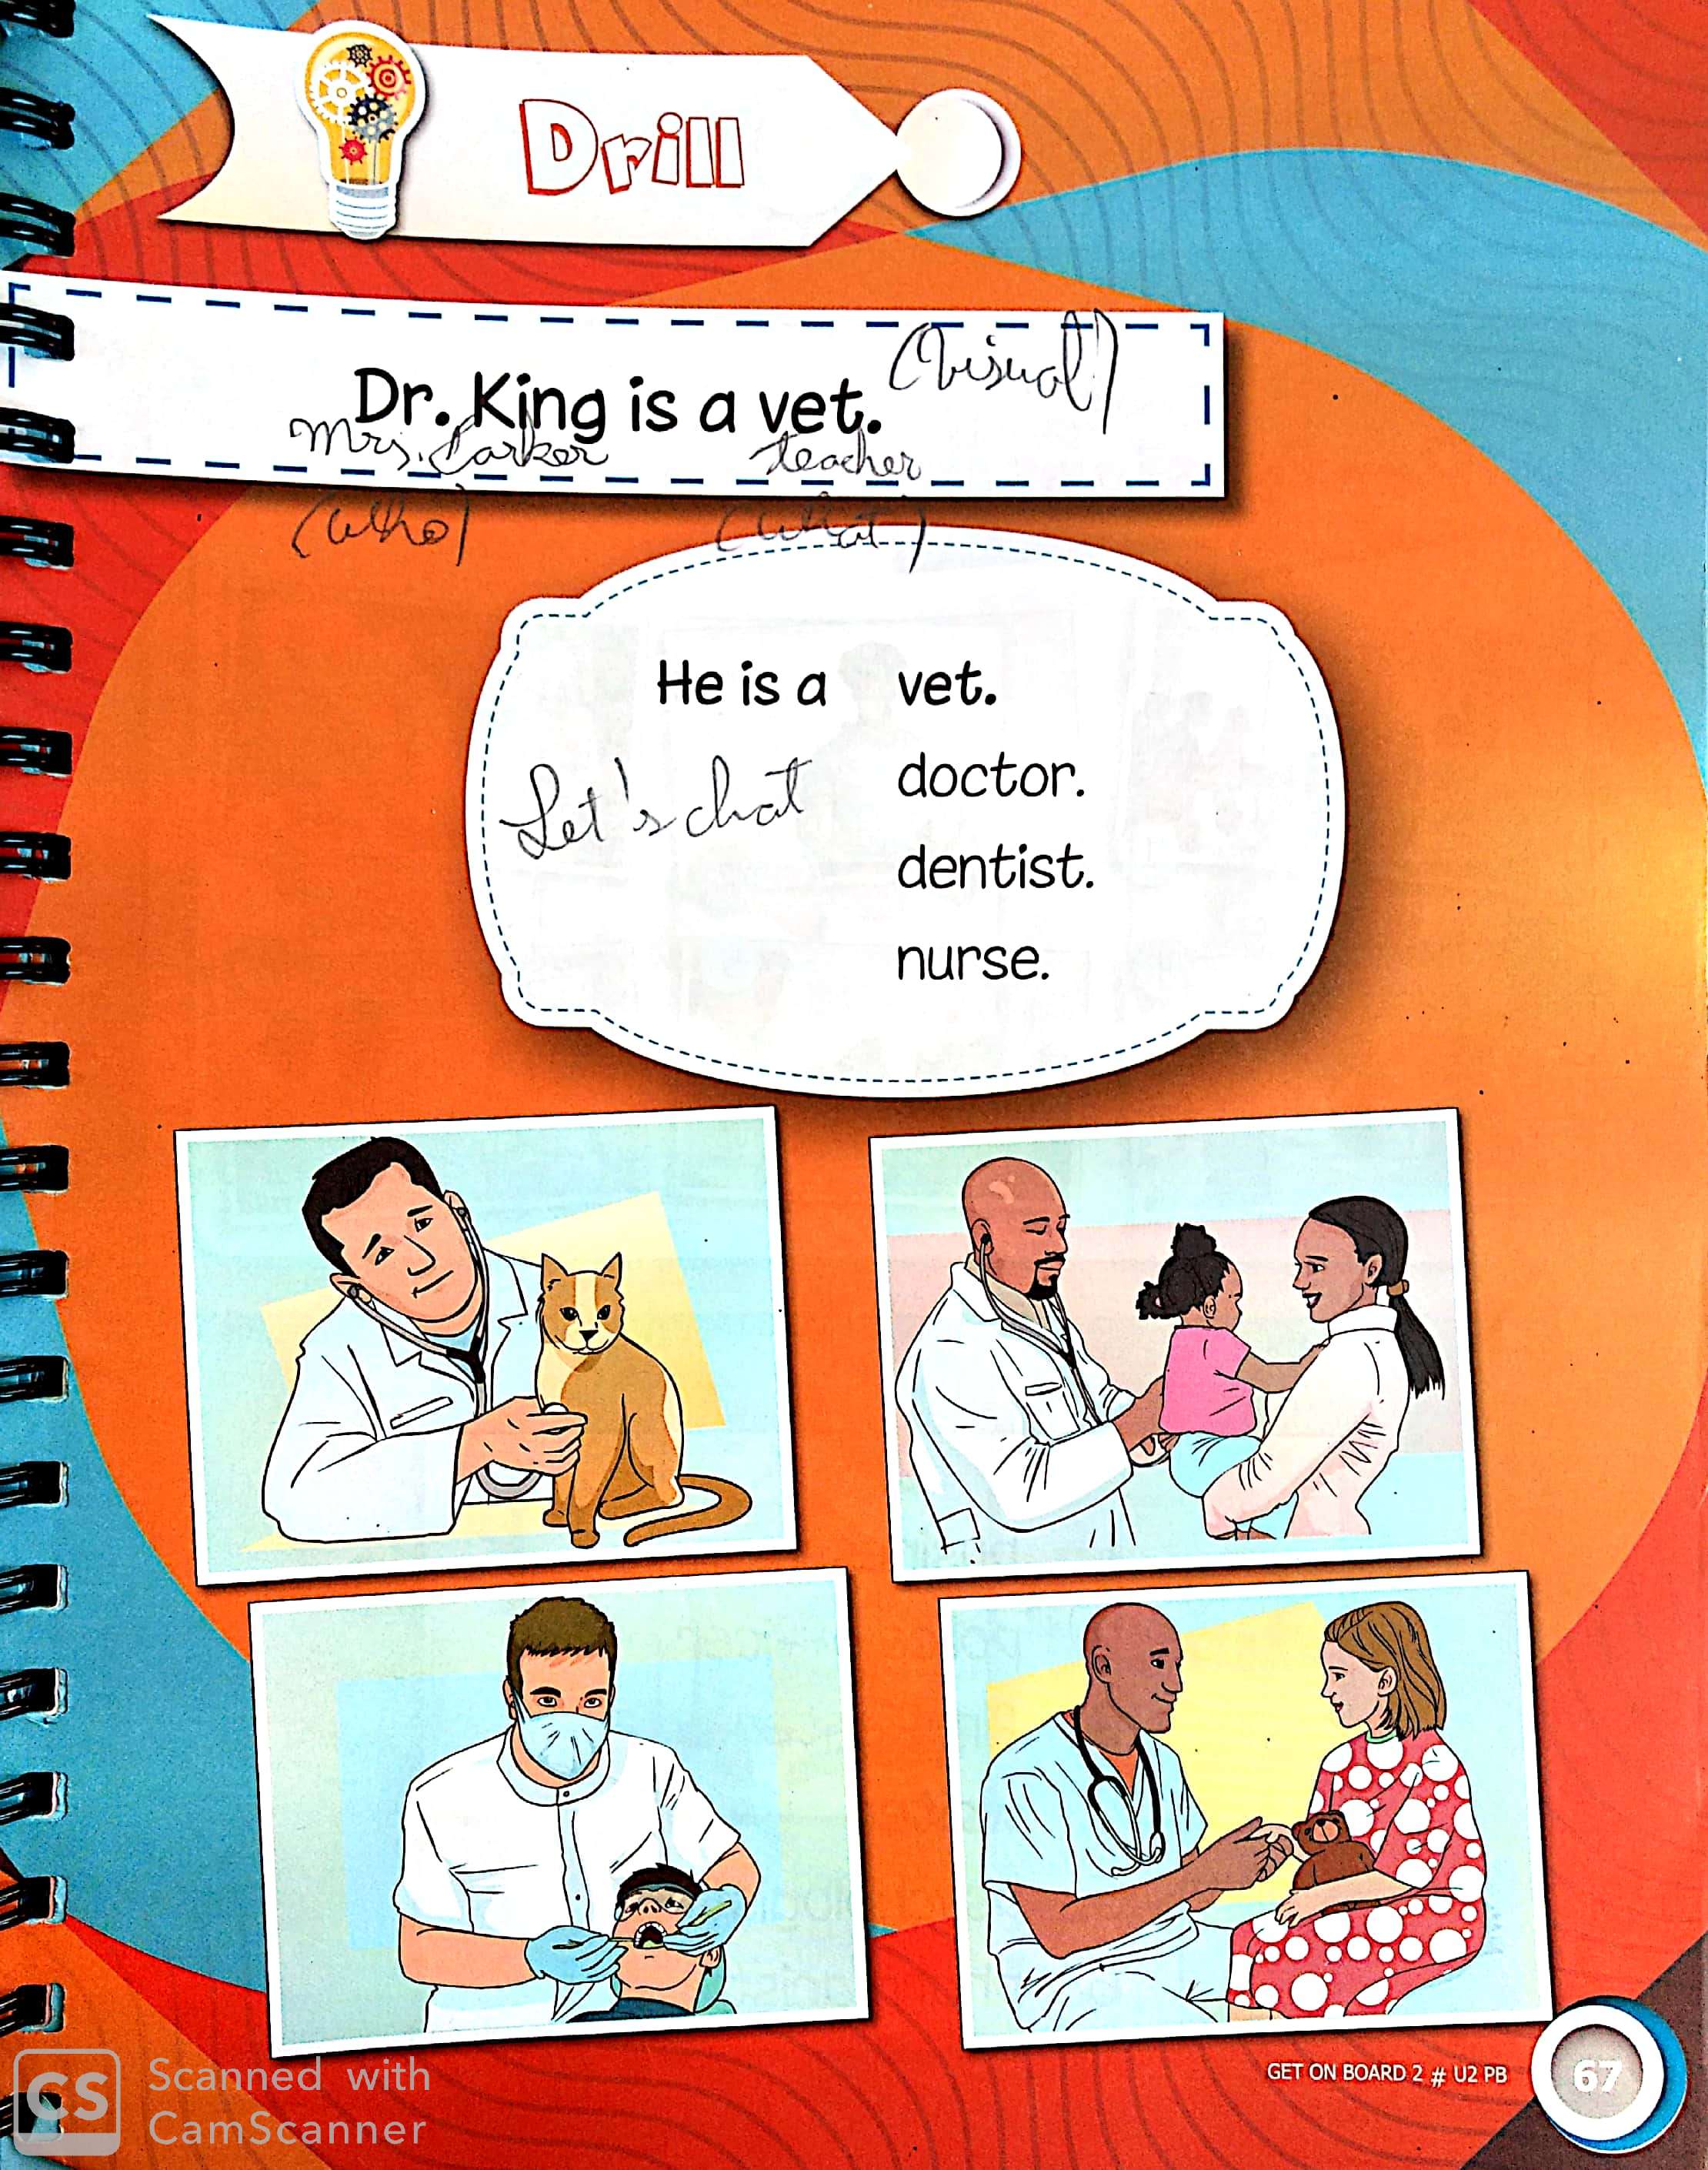 Drill
Dr. King is a vet. (Visual)
Mrs. Parker teacher
(who) (what)
He is a vet.
Let's chat doctor.
dentist.
nurse.
GET ON BOARD 2 # U2 PB
67
CS Scanned with
CamScanner